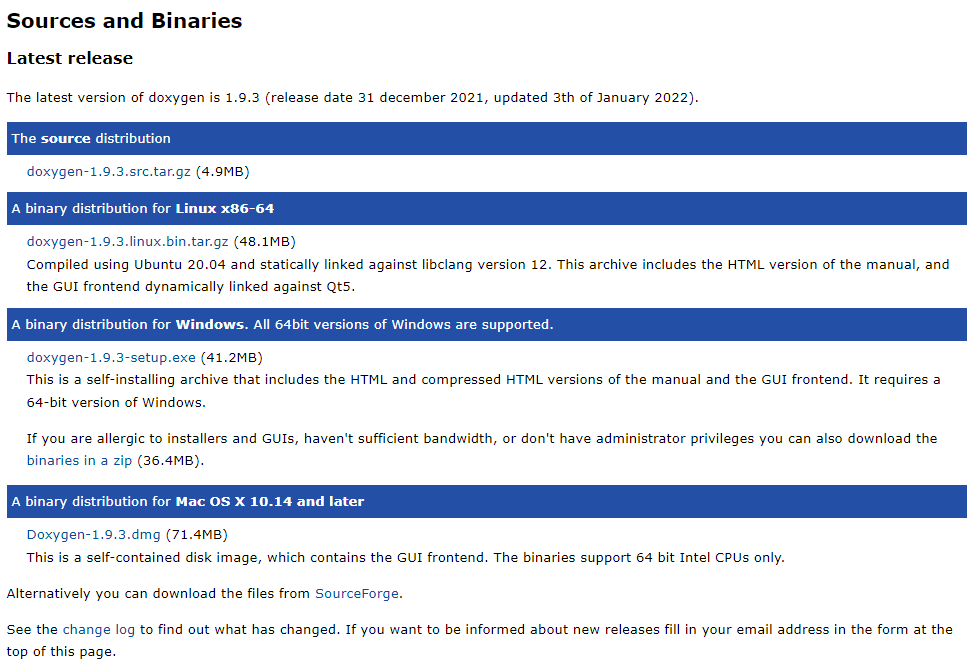 Sources and Binaries
Latest release
The latest version of doxygen is 1.9.3 (release date 31 december 2021, updated 3th of January 2022).
The source distribution
doxygen-1.9.3.src.tar.gz (4.9MB)
A binary distribution for Linux x86-64
doxygen-1.9.3.linux.bin.tar.gz (48.1MB)
Compiled using Ubuntu 20.04 and statically linked against libclang version 12. This archive includes the HTML version of the manual, and
the GUI frontend dynamically linked against Qt5.
A binary distribution for Windows. All 64bit versions of Windows are supported.
doxygen-1.9.3-setup.exe (41.2MB)
This is a self-installing archive that includes the HTML and compressed HTML versions of the manual and the GUI frontend. It requires a
64-bit version of Windows.
If you are allergic to installers and GUIs, haven't sufficient bandwidth, or don't have administrator privileges you can also download the
binaries in a zip (36.4MB).
A binary distribution for Mac OS X 10.14 and later
Doxygen-1.9.3.dmg (71.4MB)
This is a self-contained disk image, which contains the GUI frontend. The binaries support 64 bit Intel CPUs only.
Alternatively you can download the files from SourceForge.
See the change log to find out what has changed. If you want to be informed about new releases fill in your email address in the form at the
top of this page.